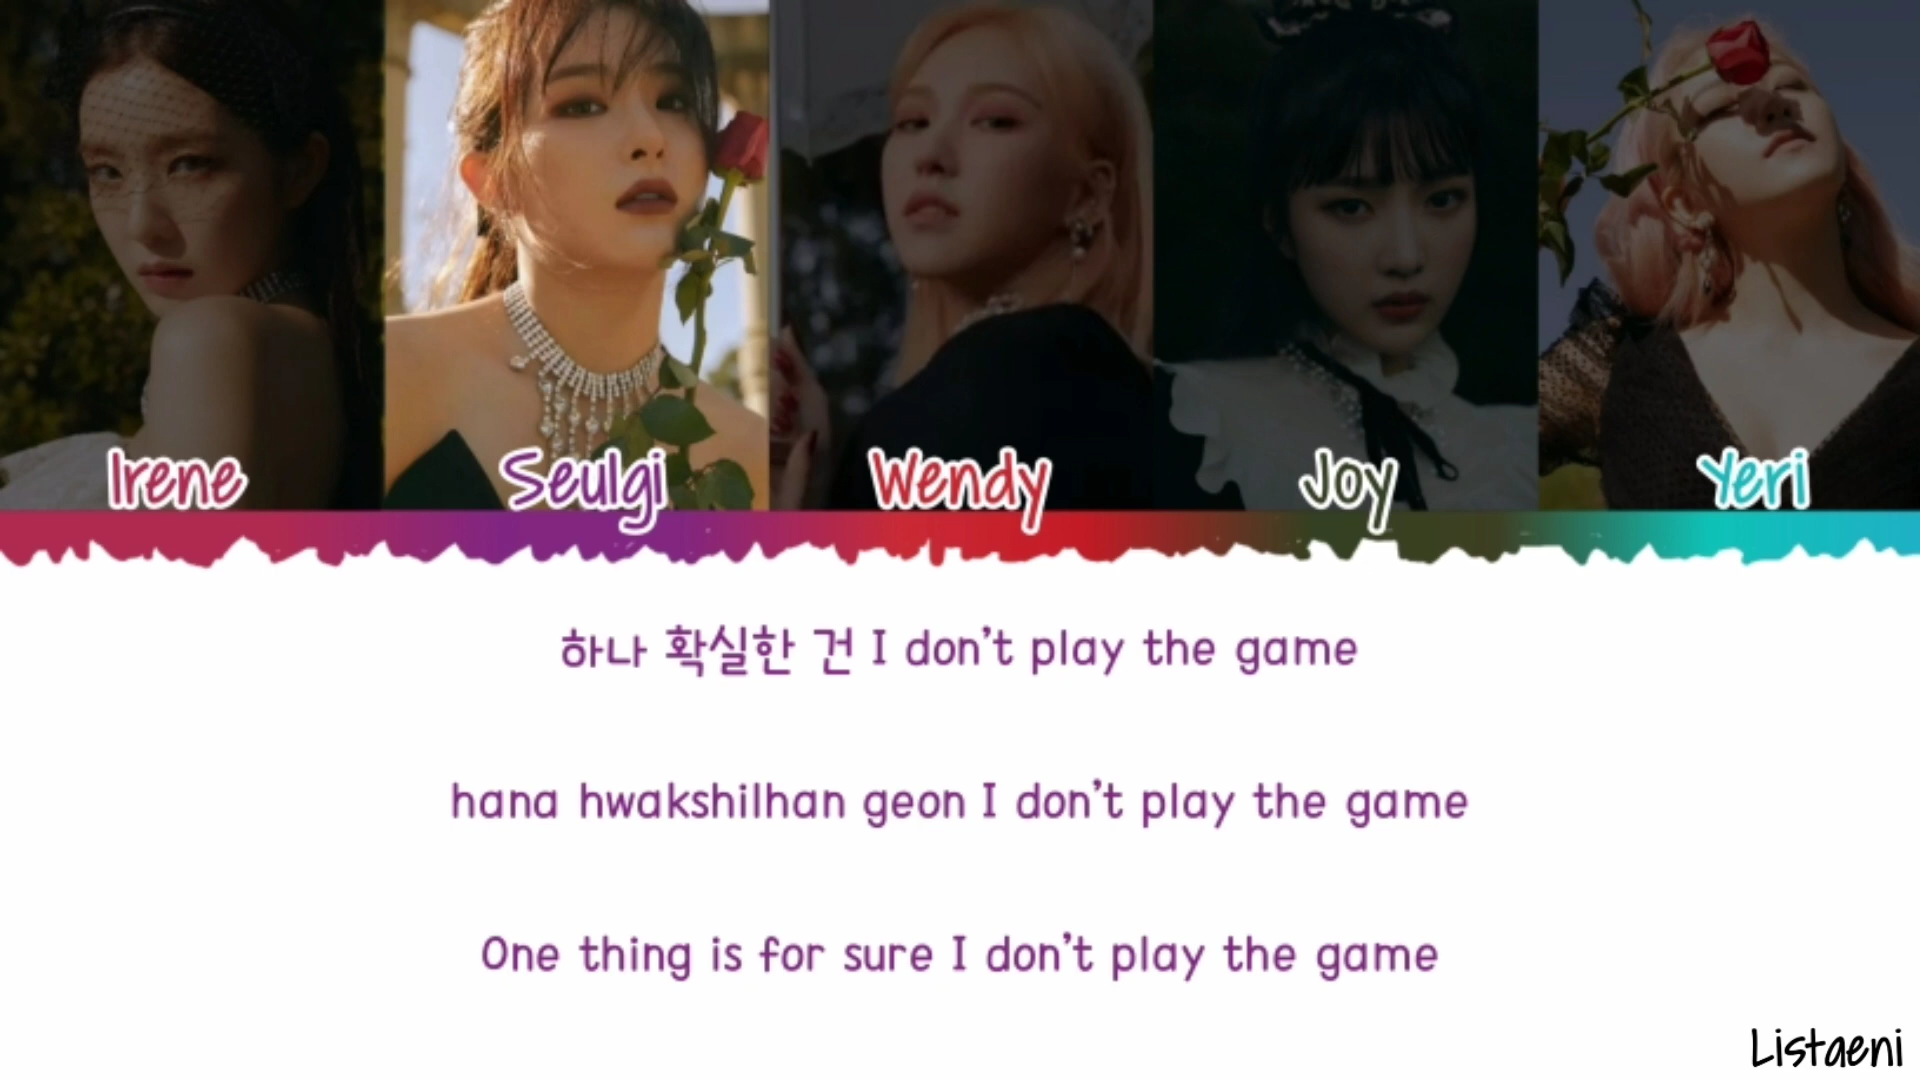 Irene Seulgi Wendy Joy Yeri
하나 확실한 건 I don't play the game
hana hwakshilhan geon I don't play the game
One thing is for sure I don't play the game
Listaeni